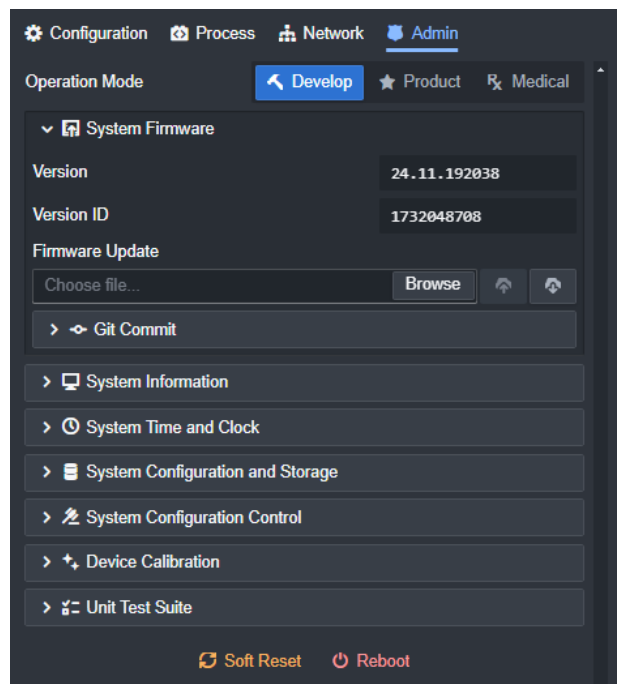 Configuration Process Network Admin
Operation Mode Develop Product Medical
System Firmware
Version 24.11.192038
Version ID 1732048708
Firmware Update
Choose file... Browse
Git Commit
System Information
System Time and Clock
System Configuration and Storage
System Configuration Control
Device Calibration
Unit Test Suite
Soft Reset Reboot